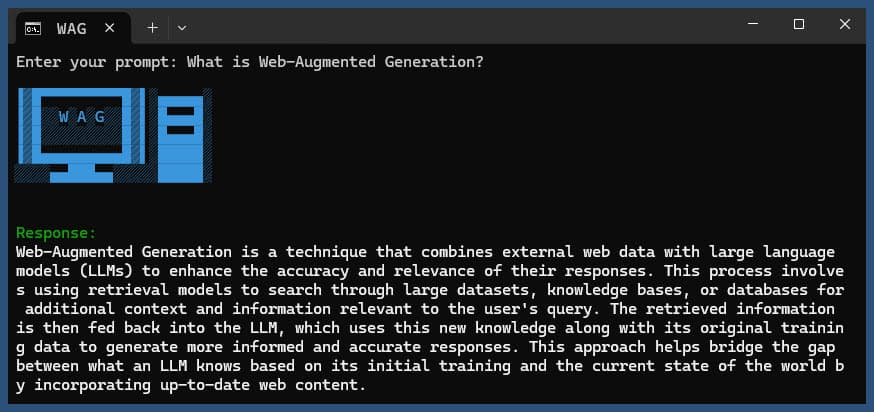 WAG
Enter your prompt: What is Web-Augmented Generation?
W A G
Response:
Web-Augmented Generation is a technique that combines external web data with large language
models (LLMs) to enhance the accuracy and relevance of their responses. This process involve
s using retrieval models to search through large datasets, knowledge bases, or databases for
 additional context and information relevant to the user's query. The retrieved information
is then fed back into the LLM, which uses this new knowledge along with its original trainin
g data to generate more informed and accurate responses. This approach helps bridge the gap
between what an LLM knows based on its initial training and the current state of the world b
y incorporating up-to-date web content.